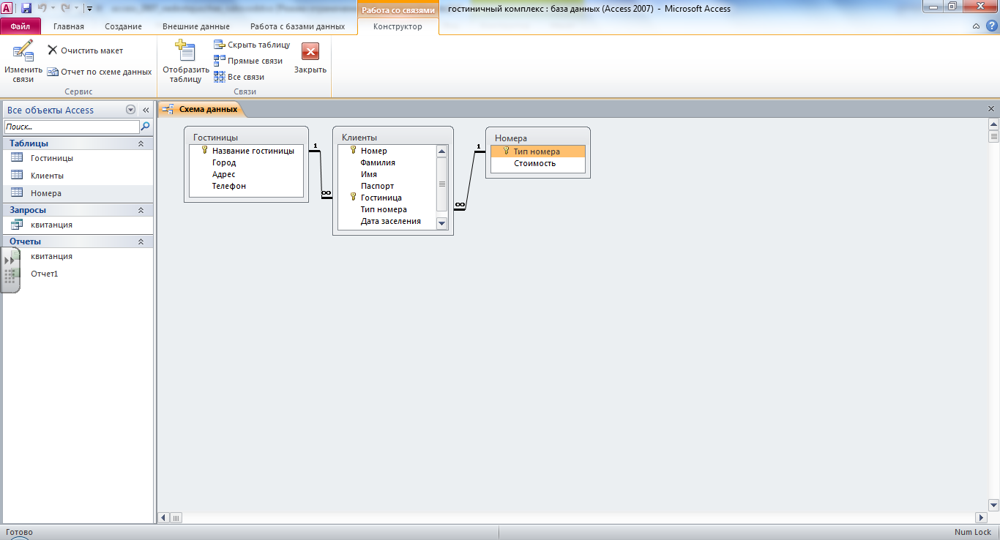 Работа со связями
гостиничный комплекс : база данных (Access 2007) - Microsoft Access
Файл Главная Создание Внешние данные Работа с базами данных Конструктор
Изменить связи
Очистить макет
Отчет по схеме данных
Сервис
Отобразить таблицу
Скрыть таблицу
Прямые связи
Все связи
Связи
Закрыть
Все объекты Access
Поиск...
Таблицы
Гостиницы
Клиенты
Номера
Запросы
квитанция
Отчеты
квитанция
Отчет1
Схема данных
Гостиницы
Название гостиницы
Город
Адрес
Телефон
1
∞
Клиенты
Номер
Фамилия
Имя
Паспорт
Гостиница
Тип номера
Дата заселения
1
∞
Номера
Тип номера
Стоимость
Готово
Num Lock